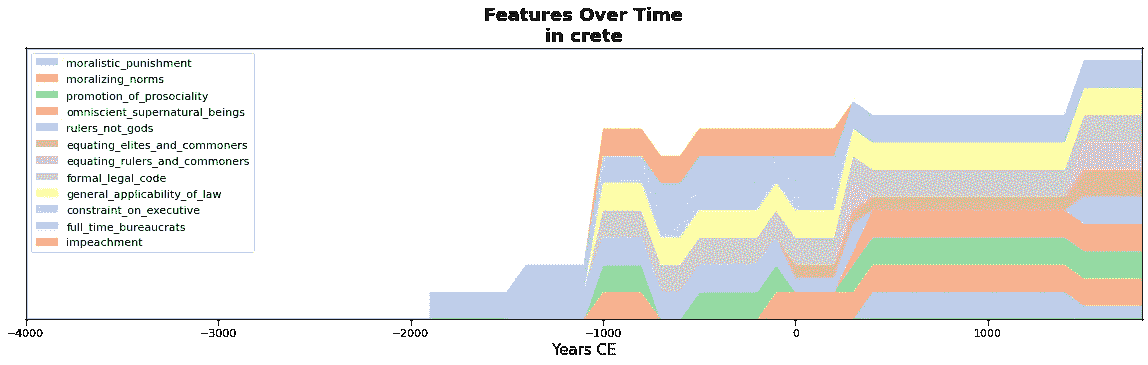 Features Over Time
in crete
moralistic_punishment
moralizing_norms
promotion_of_prosociality
omniscient_supernatural_beings
rulers_not_gods
equating_elites_and_commoners
equating_rulers_and_commoners
formal_legal_code
general_applicability_of_law
constraint_on_executive
full_time_bureaucrats
impeachment
−4000 −3000 −2000 −1000 0 1000
Years CE